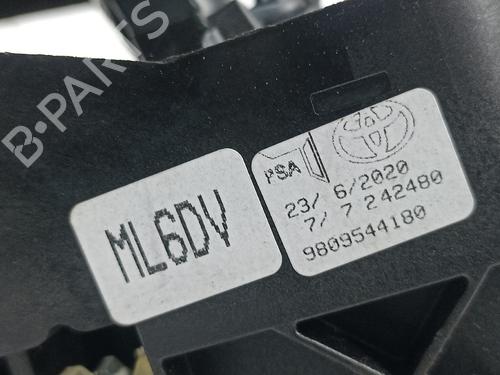 B-PARTS
ML6DV
PSA
23/ 6/2020
7/ 7 242480
9809544180